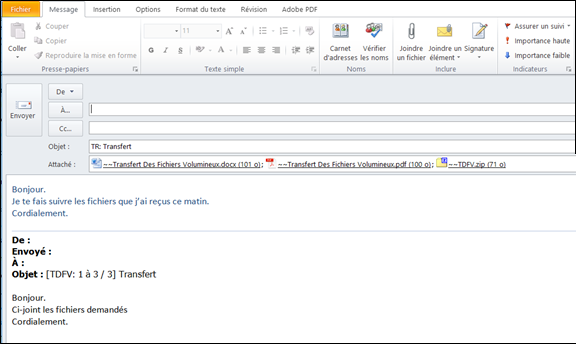 Fichier Message Insertion Options Format du texte Révision Adobe PDF
Coller
Couper
Copier
Reproduire la mise en forme
Presse-papiers
11
G I S
Texte simple
Carnet d'adresses
Vérifier les noms
Noms
Joindre un fichier
Joindre un élément
Signature
Inclure
Assurer un suivi
Importance haute
Importance faible
Indicateurs
Envoyer
De
À...
Cc...
Objet : TR: Transfert
Attaché : ~~Transfert Des Fichiers Volumineux.docx (101 o); ~~Transfert Des Fichiers Volumineux.pdf (100 o); ~~TDFV.zip (71 o)
Bonjour.
Je te fais suivre les fichiers que j'ai reçus ce matin.
Cordialement.
De :
Envoyé :
À :
Objet : [TDFV: 1 à 3 / 3] Transfert
Bonjour.
Ci-joint les fichiers demandés
Cordialement.